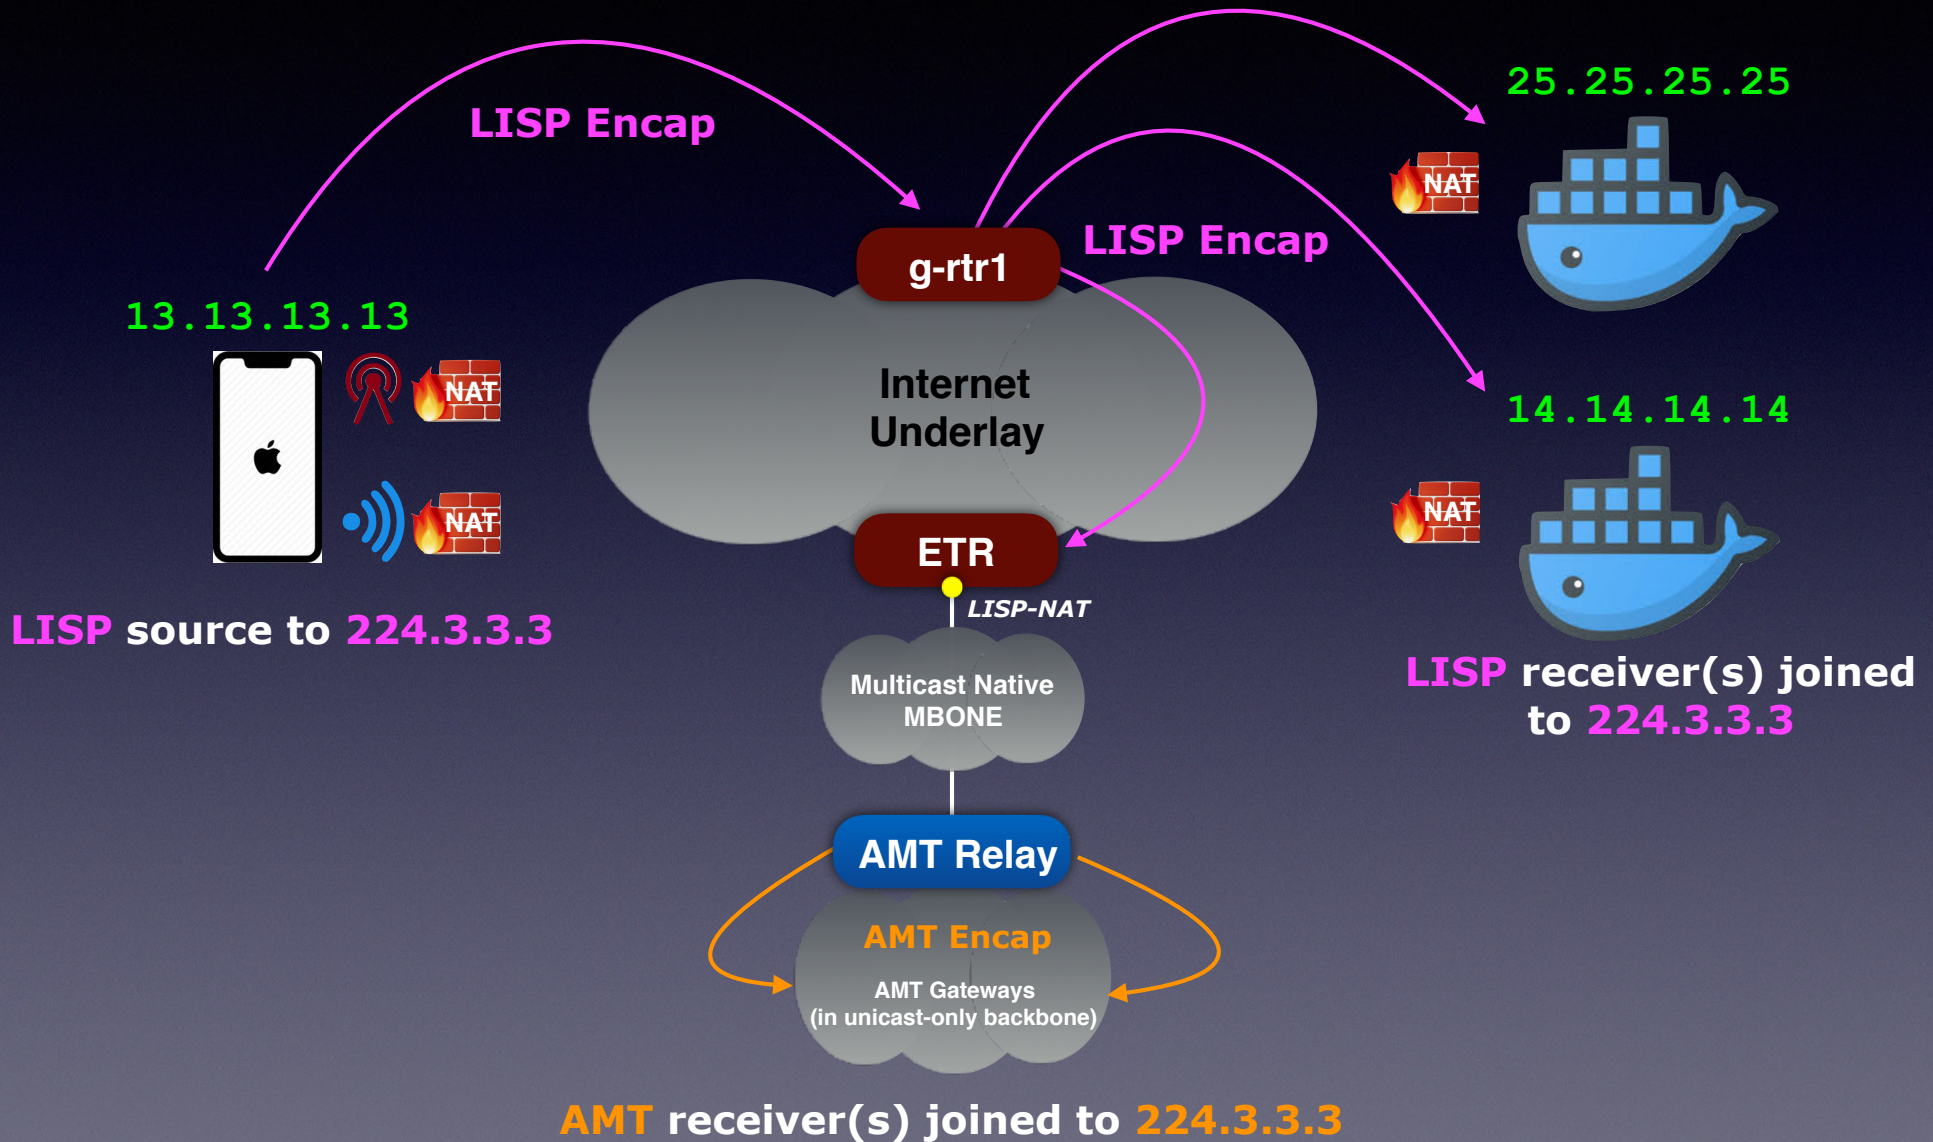 25.25.25.25
LISP Encap
NAT
LISP Encap
g-rtr1
13.13.13.13
Internet
Underlay
NAT
14.14.14.14
NAT
NAT
ETR
LISP-NAT
LISP source to 224.3.3.3
LISP receiver(s) joined
to 224.3.3.3
Multicast Native
MBONE
AMT Relay
AMT Encap
AMT Gateways
(in unicast-only backbone)
AMT receiver(s) joined to 224.3.3.3